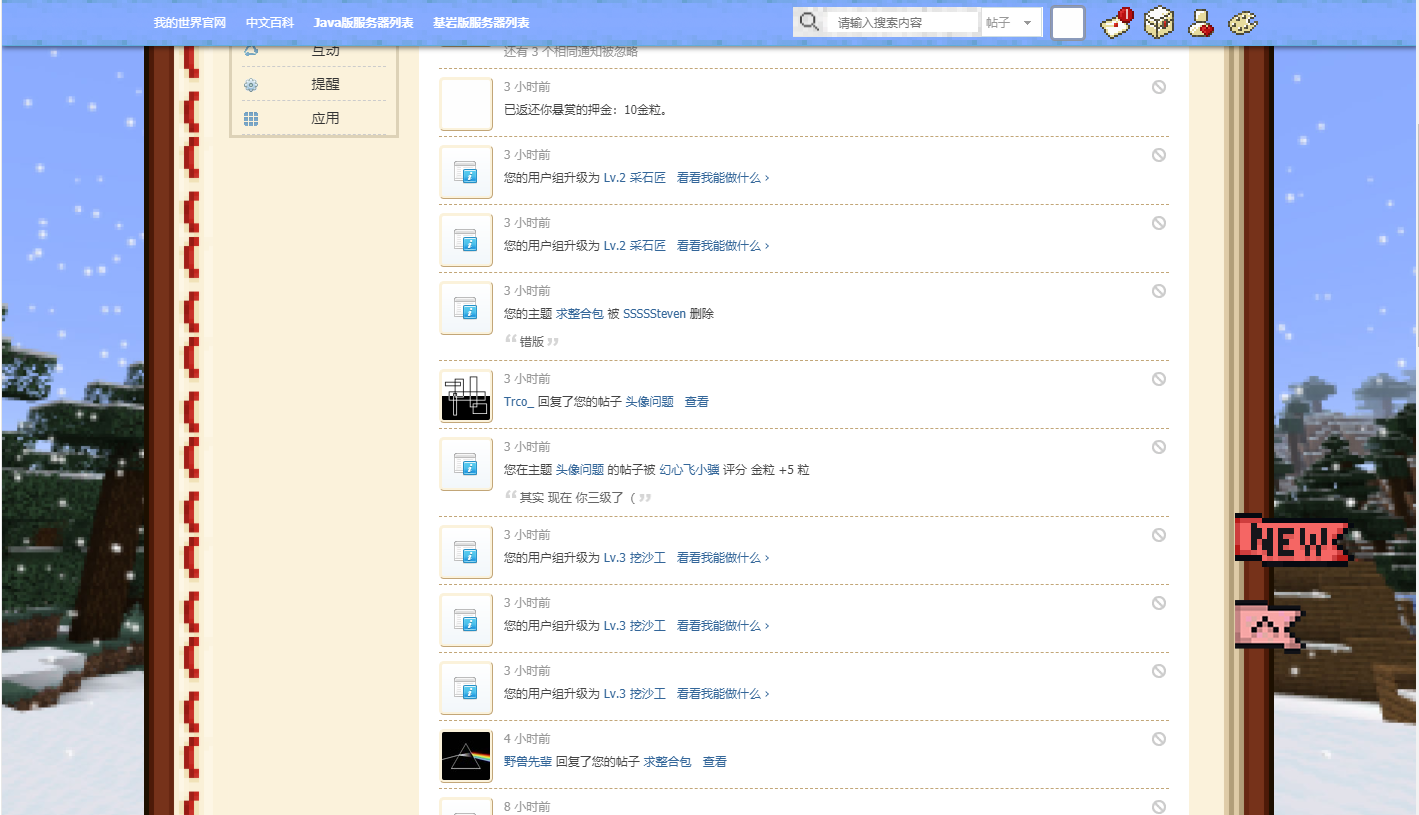 我的世界官网 中文百科 Java版服务器列表 基岩版服务器列表 请输入搜索内容 帖子
互动
提醒
应用
还有 3 个相同通知被忽略
3 小时前
已返还你悬赏的押金：10金粒。
3 小时前
您的用户组升级为 Lv.2 采石匠 看看我能做什么 ›
3 小时前
您的用户组升级为 Lv.2 采石匠 看看我能做什么 ›
3 小时前
您的主题 求整合包 被 SSSSSteven 删除
“ 错版 ”
3 小时前
Trco_ 回复了您的帖子 头像问题 查看
3 小时前
您在主题 头像问题 的帖子被 幻心飞小骥 评分 金粒 +5 粒
“ 其实 现在 你三级了（ ”
3 小时前
您的用户组升级为 Lv.3 挖沙工 看看我能做什么 ›
3 小时前
您的用户组升级为 Lv.3 挖沙工 看看我能做什么 ›
3 小时前
您的用户组升级为 Lv.3 挖沙工 看看我能做什么 ›
4 小时前
野兽先辈 回复了您的帖子 求整合包 查看
8 小时前
NEW